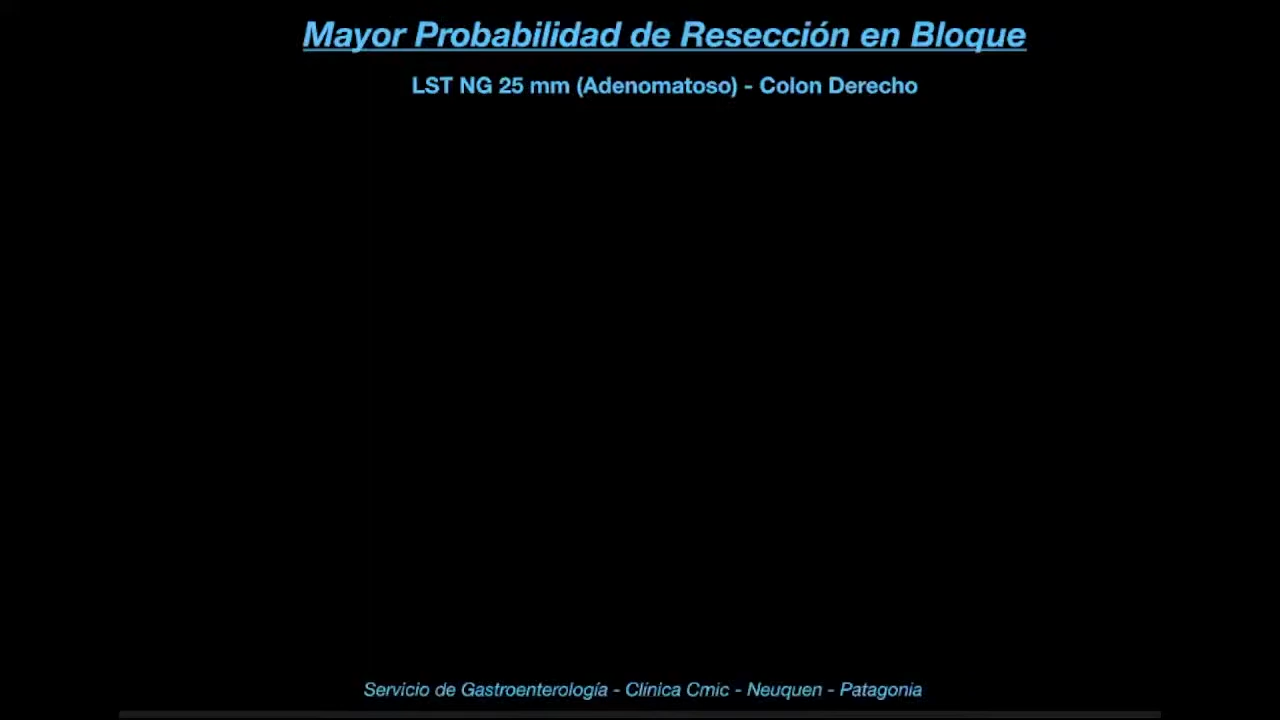 Mayor Probabilidad de Resección en Bloque
LST NG 25 mm (Adenomatoso) - Colon Derecho
Servicio de Gastroenterología - Clínica Cmic - Neuquen - Patagonia